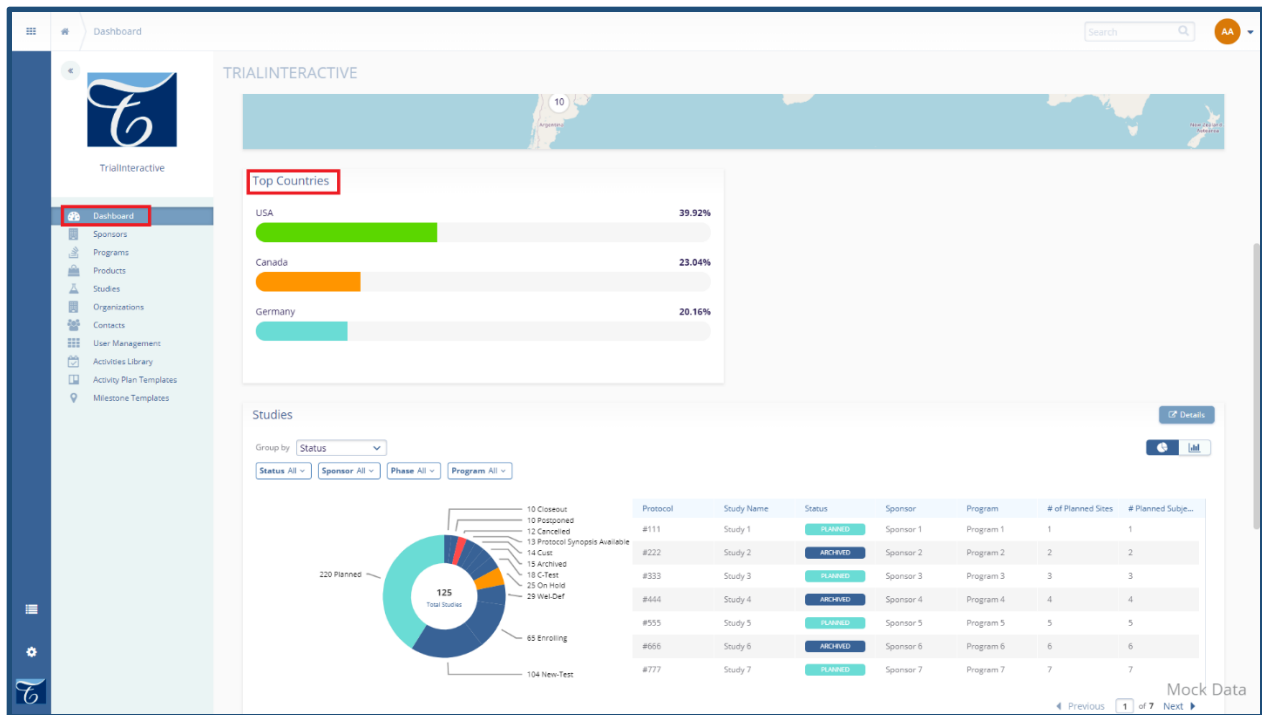 Dashboard
Search
AA
TRIALINTERACTIVE
TrialInteractive
10
Argentina
Top Countries
USA 39.92%
Canada 23.04%
Germany 20.16%
Dashboard
Sponsors
Programs
Products
Studies
Organizations
Contacts
User Management
Activities Library
Activity Plan Templates
Milestone Templates
Studies
Details
Group by Status
Status All
Sponsor All
Phase All
Program All
10 Closeout
10 Postponed
12 Cancelled
13 Protocol Synopsis Available
14 Cust
15 Archived
18 C-Test
25 On Hold
29 Wel-Def
65 Enrolling
104 New-Test
220 Planned
125
Total Studies
Protocol Study Name Status Sponsor Program # of Planned Sites # Planned Subje...
#111 Study 1 PLANNED Sponsor 1 Program 1 1 1
#222 Study 2 ARCHIVED Sponsor 2 Program 2 2 2
#333 Study 3 PLANNED Sponsor 3 Program 3 3 3
#444 Study 4 ARCHIVED Sponsor 4 Program 4 4 4
#555 Study 5 PLANNED Sponsor 5 Program 5 5 5
#666 Study 6 ARCHIVED Sponsor 6 Program 6 6 6
#777 Study 7 PLANNED Sponsor 7 Program 7 7 7
Mock Data
Previous 1 of 7 Next